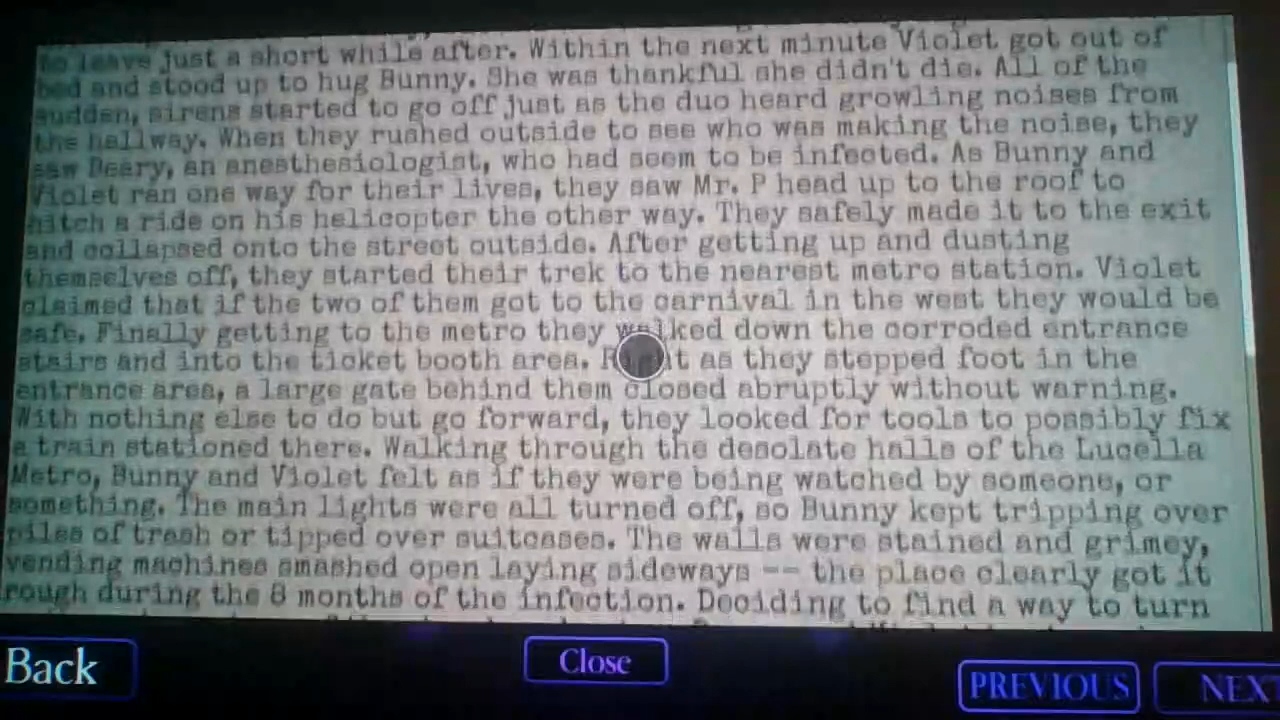 to leave just a short while after. Within the next minute Violet got out of
bed and stood up to hug Bunny. She was thankful she didn't die. All of the
sudden, sirens started to go off just as the duo heard growling noises from
the hallway. When they rushed outside to see who was making the noise, they
saw Beary, an anesthesiologist, who had seem to be infected. As Bunny and
Violet ran one way for their lives, they saw Mr. P head up to the roof to
hitch a ride on his helicopter the other way. They safely made it to the exit
and collapsed onto the street outside. After getting up and dusting
themselves off, they started their trek to the nearest metro station. Violet
claimed that if the two of them got to the carnival in the west they would be
safe. Finally getting to the metro they walked down the corroded entrance
stairs and into the ticket booth area. Right as they stepped foot in the
entrance area, a large gate behind them closed abruptly without warning.
With nothing else to do but go forward, they looked for tools to possibly fix
a train stationed there. Walking through the desolate halls of the Lucella
Metro, Bunny and Violet felt as if they were being watched by someone, or
something. The main lights were all turned off, so Bunny kept tripping over
piles of trash or tipped over suitcases. The walls were stained and grimey,
vending machines smashed open laying sideways -- the place clearly got it
rough during the 8 months of the infection. Deciding to find a way to turn
Back
Close
PREVIOUS
NEXT